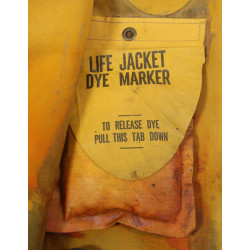 LIFE JACKET
DYE MARKER
TO RELEASE DYE
PULL THIS TAB DOWN